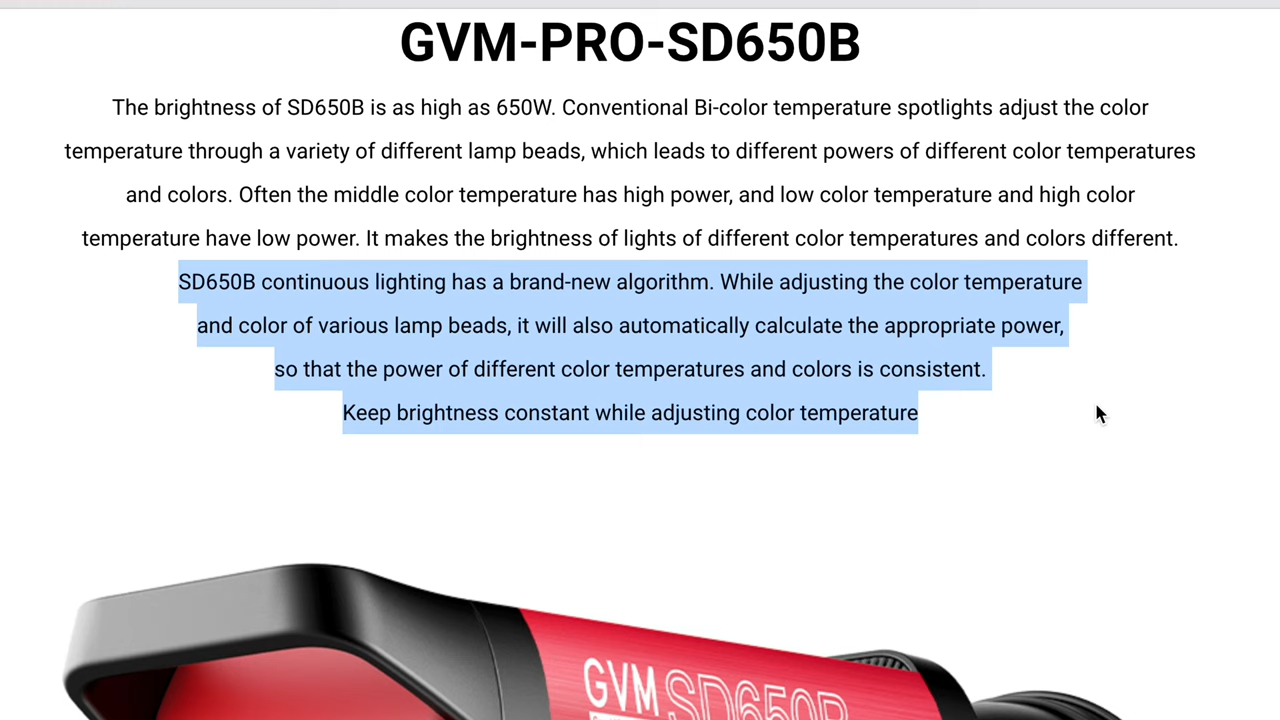 GVM-PRO-SD650B
The brightness of SD650B is as high as 650W. Conventional Bi-color temperature spotlights adjust the color
temperature through a variety of different lamp beads, which leads to different powers of different color temperatures
and colors. Often the middle color temperature has high power, and low color temperature and high color
temperature have low power. It makes the brightness of lights of different color temperatures and colors different.
SD650B continuous lighting has a brand-new algorithm. While adjusting the color temperature
and color of various lamp beads, it will also automatically calculate the appropriate power,
so that the power of different color temperatures and colors is consistent.
Keep brightness constant while adjusting color temperature
GVM SD650B